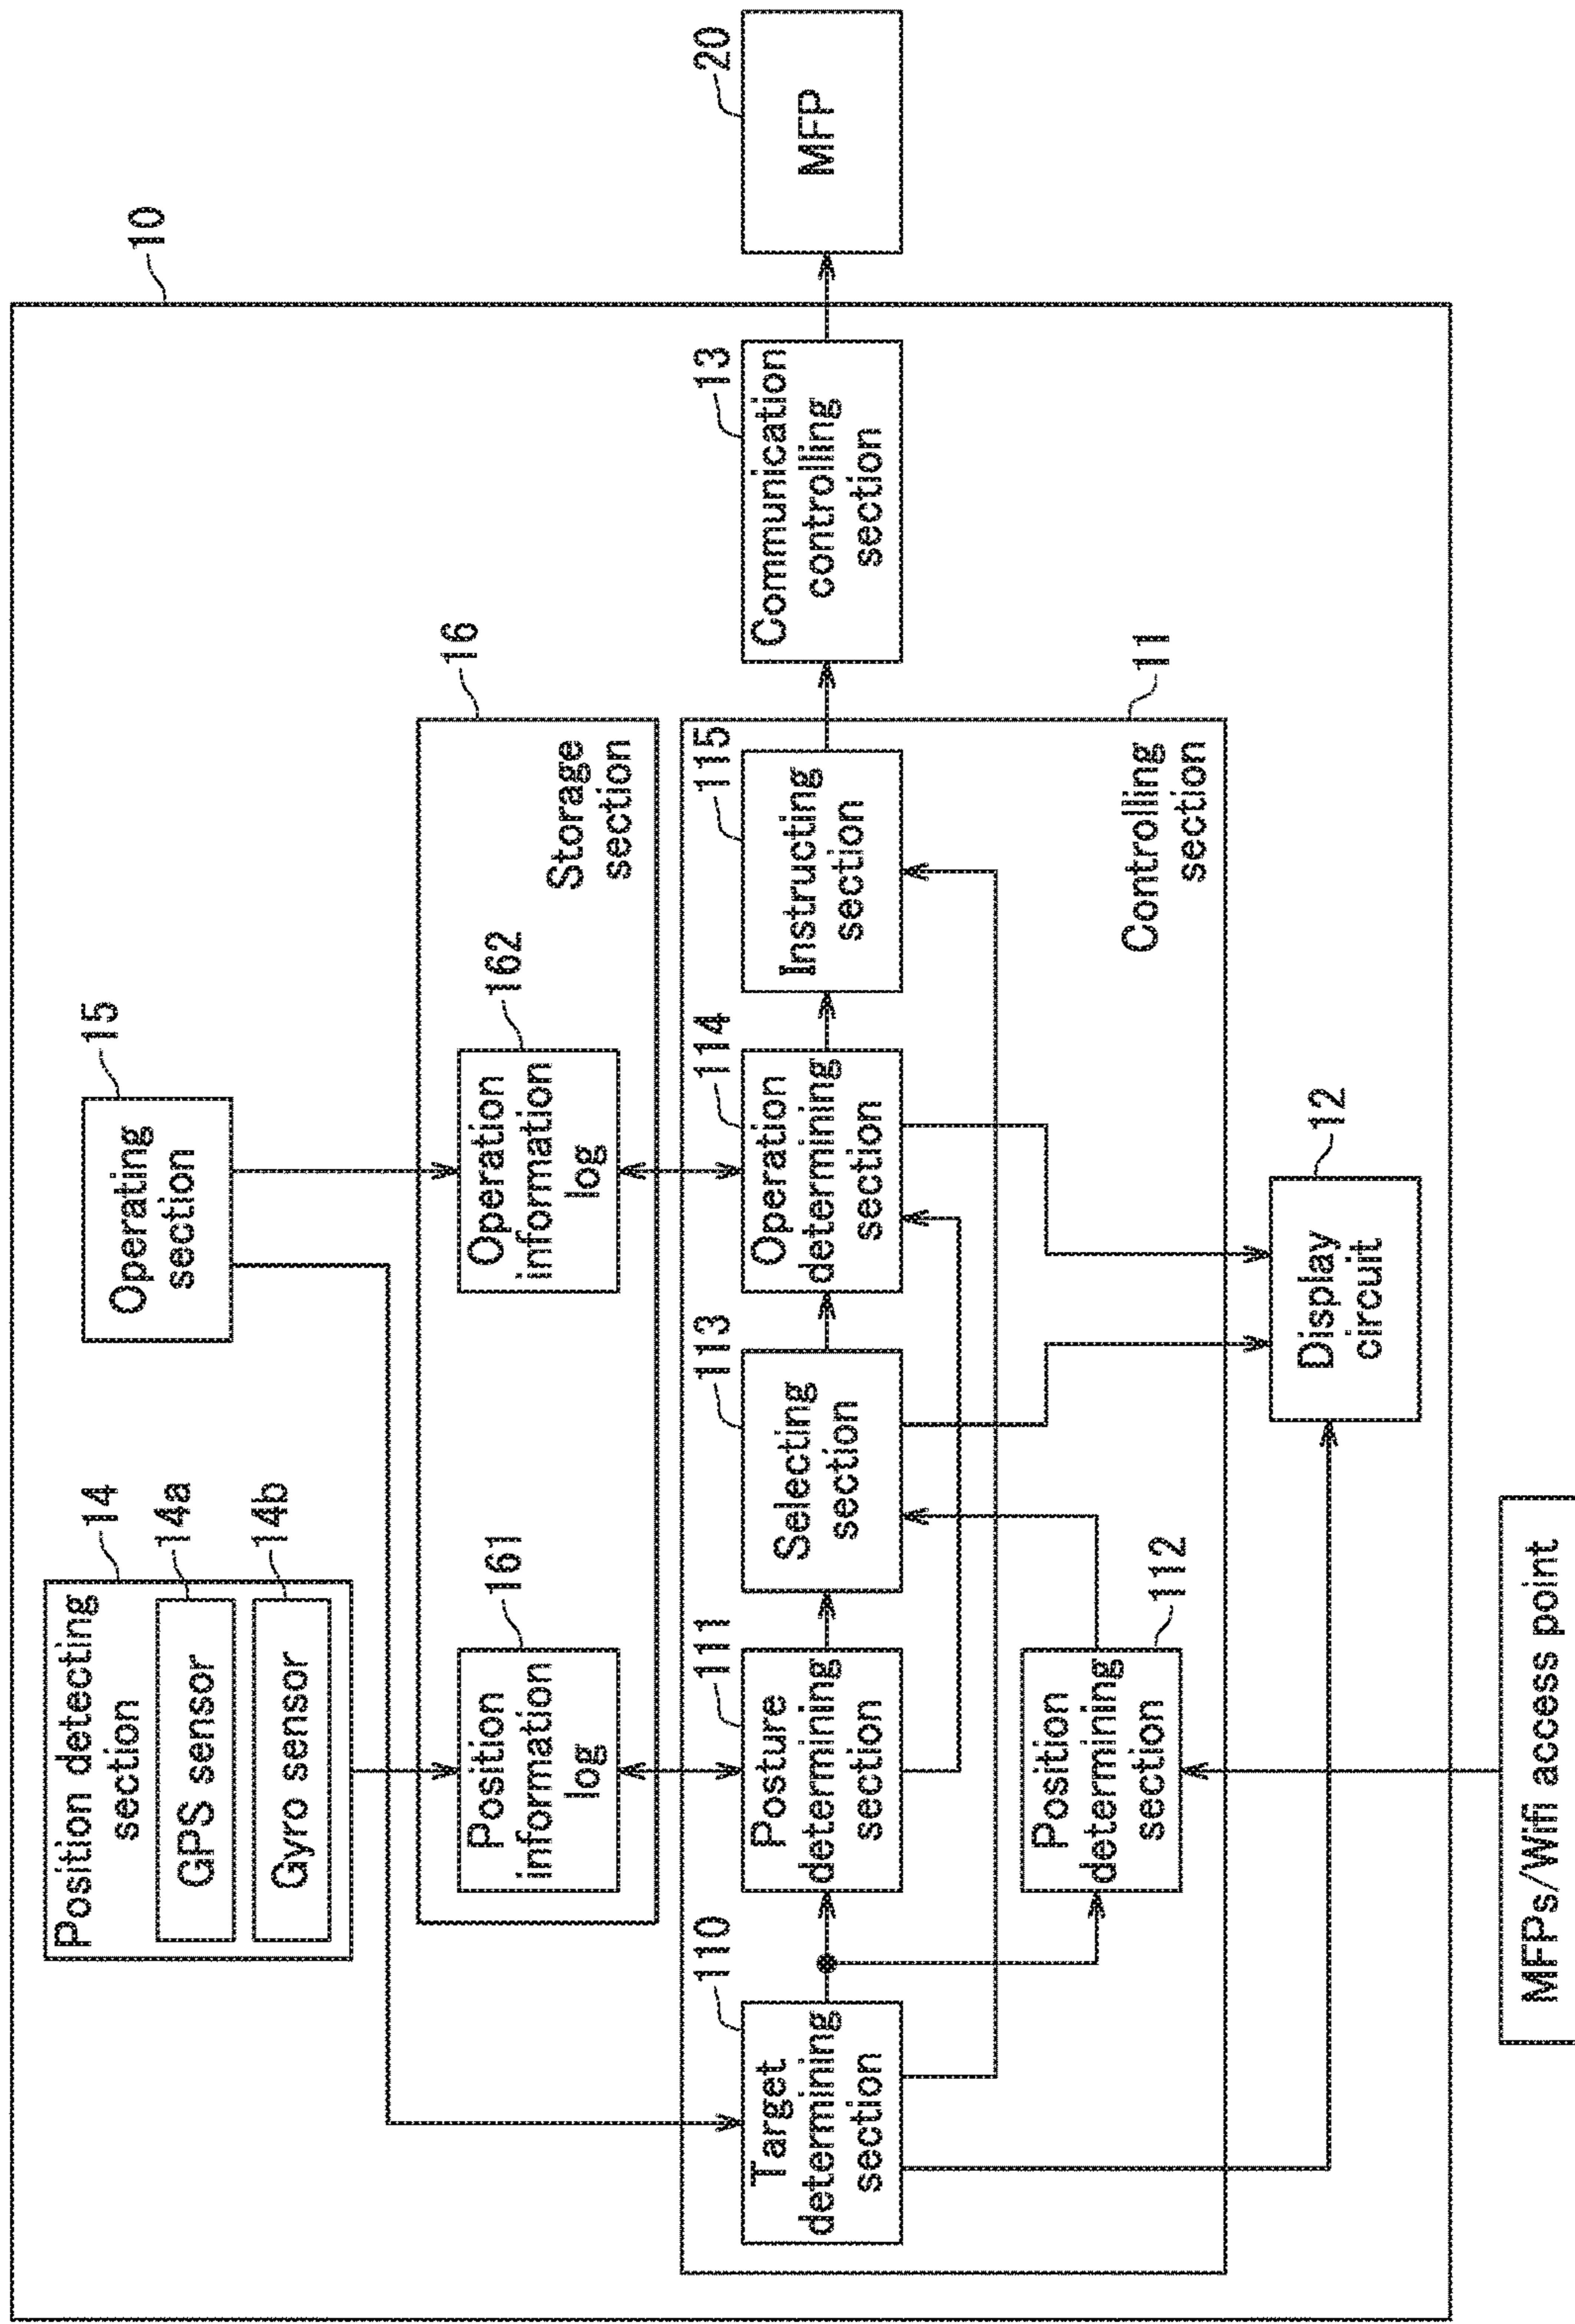 10
Position detecting
section
14
GPS sensor
14a
Gyro sensor
14b
Operating
section
15
16
Storage
section
Position
information
log
161
Operation
information
log
162
110
Target
determining
section
111
Posture
determining
section
113
Selecting
section
114
Operation
determining
section
115
Instructing
section
13
Communication
controlling
section
20
MFP
Position
determining
section
112
Controlling
section
11
Display
circuit
12
MFPs/Wifi access point